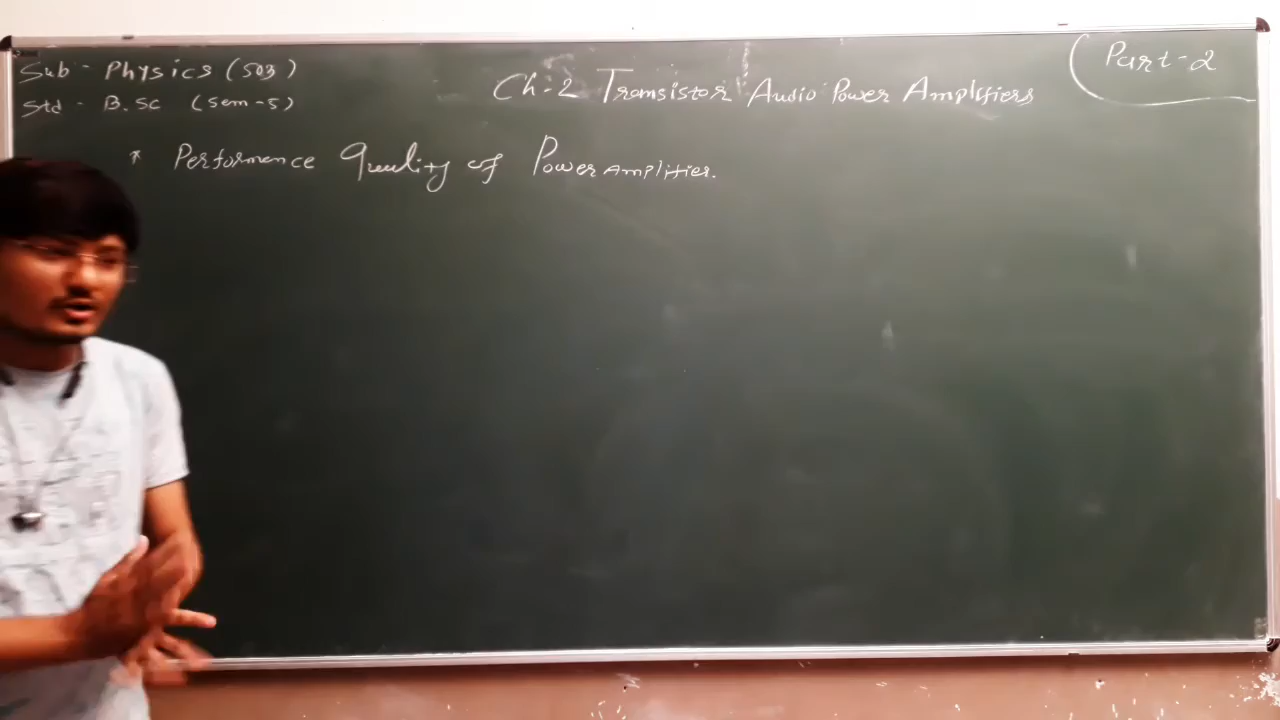 Sub - Physics (503)
Std - B.Sc (Sem-5)
Ch:2 Transistor Audio Power Amplifiers
Part-2
* Performence Quality of Power amplifier.